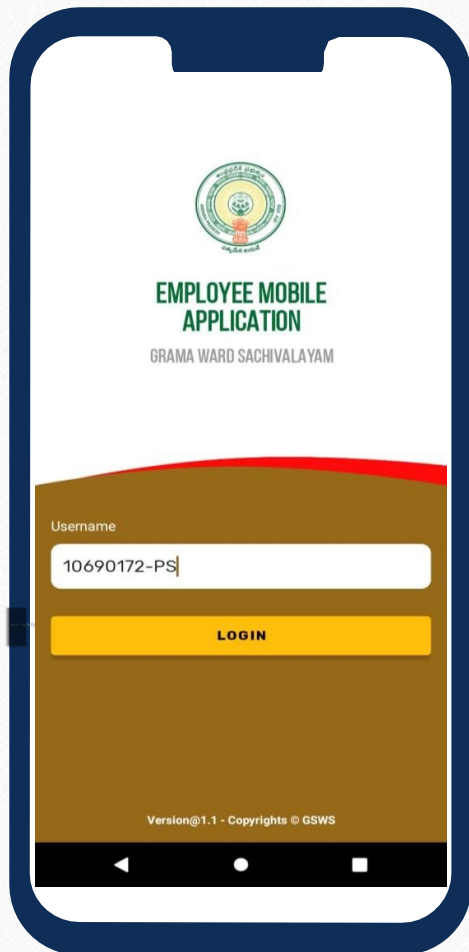 EMPLOYEE MOBILE
APPLICATION
GRAMA WARD SACHIVALAYAM
Username
10690172-PS
LOGIN
Version@1.1 - Copyrights © GSWS